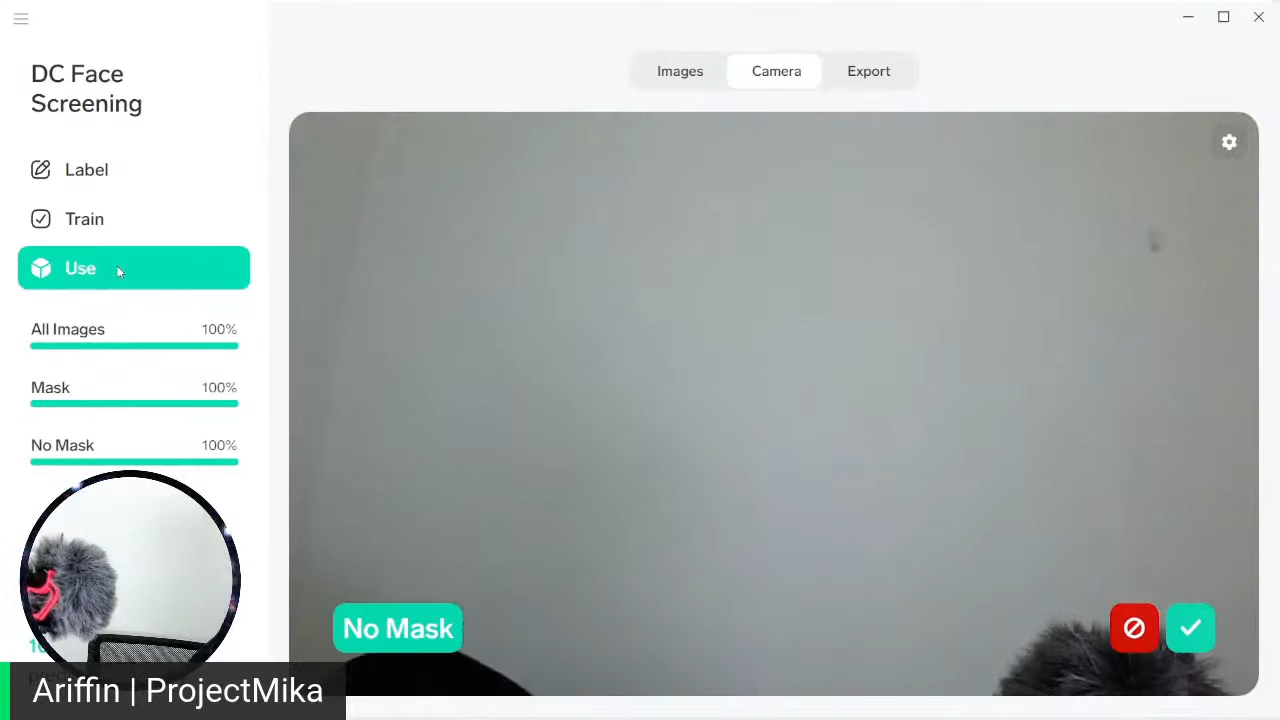 DC Face
Screening
Images
Camera
Export
Label
Train
Use
All Images 100%
Mask 100%
No Mask 100%
No Mask
Ariffin | ProjectMika